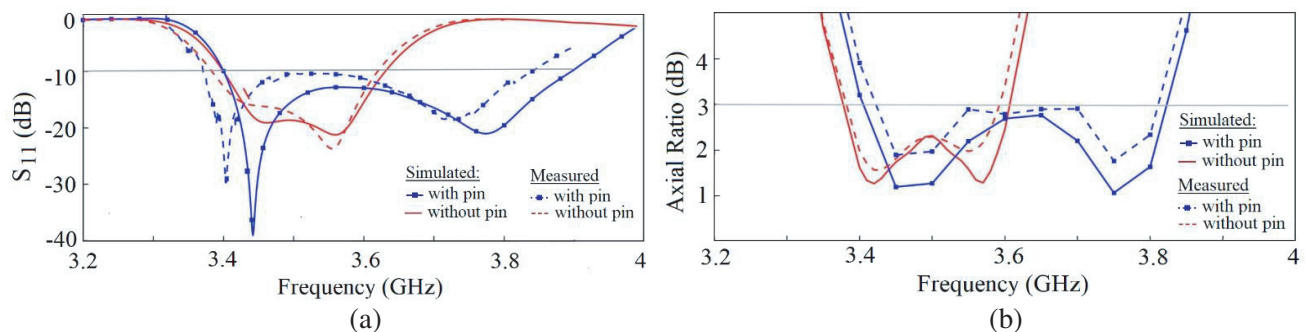 0
-10
-20
-30
-40
S11 (dB)
Simulated:
with pin
without pin
Measured
with pin
without pin
3.2
3.4
3.6
3.8
4
Frequency (GHz)
(a)
4
3
2
1
Axial Ratio (dB)
Simulated:
with pin
without pin
Measured
with pin
without pin
3.2
3.4
3.6
3.8
4
Frequency (GHz)
(b)